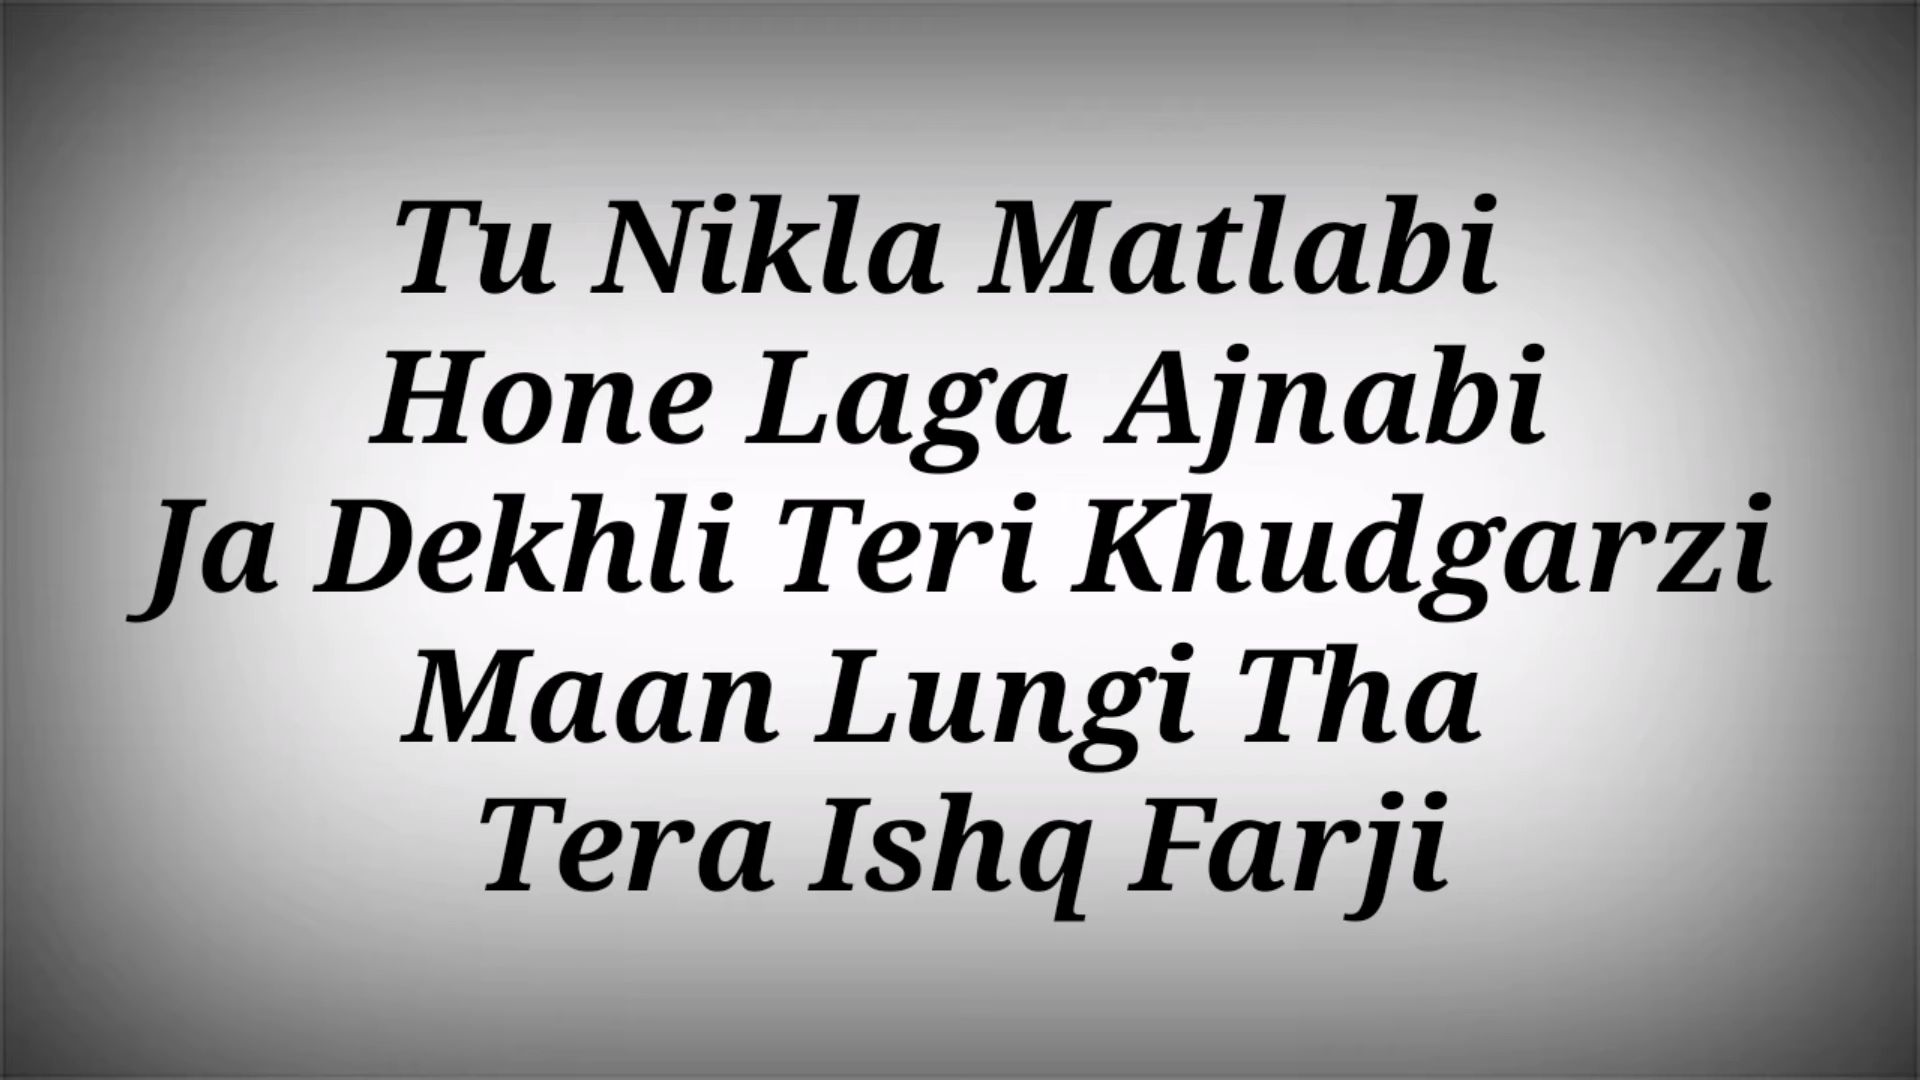 Tu Nikla Matlabi
Hone Laga Ajnabi
Ja Dekhli Teri Khudgarzi
Maan Lungi Tha
Tera Ishq Farji